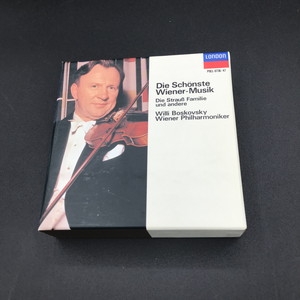 LONDON
Die Schönste
Wiener-Musik
Die Strauß Familie
und andere
Willi Boskovsky
Wiener Philharmoniker